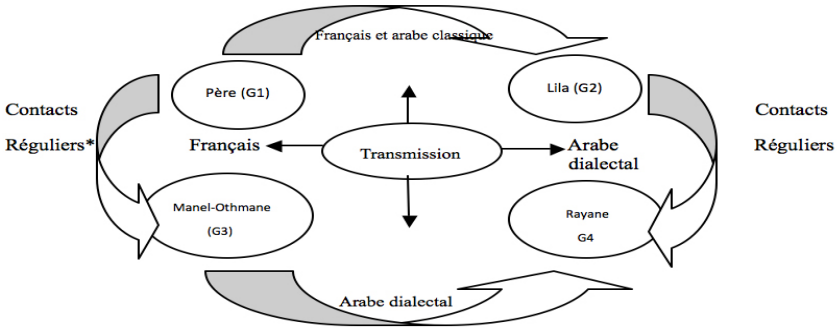 Français et arabe classique
Père (G1)
Lila (G2)
Contacts
Réguliers*
Contacts
Réguliers
Français
Transmission
Arabe
dialectal
Manel-Othmane
(G3)
Rayane
G4
Arabe dialectal